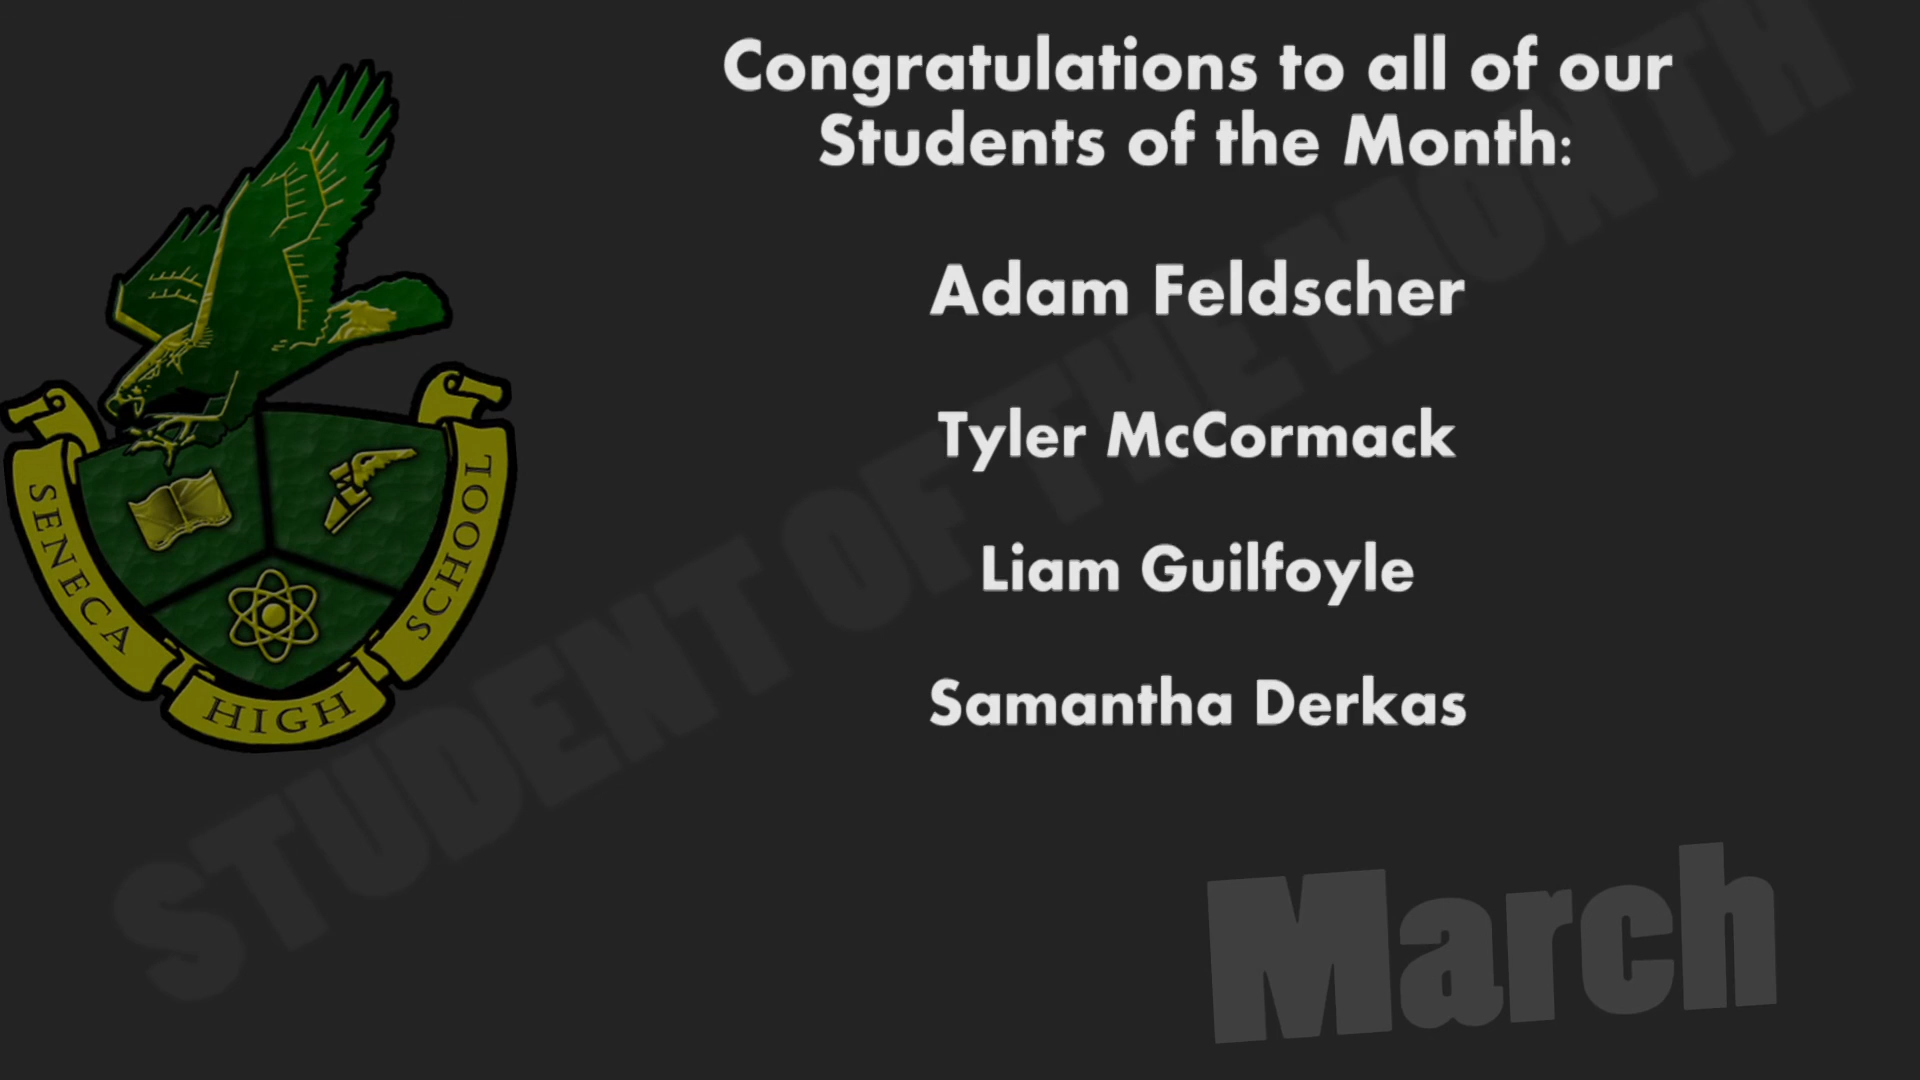 Congratulations to all of our
Students of the Month:
Adam Feldscher
Tyler McCormack
Liam Guilfoyle
Samantha Derkas
SENECA
HIGH
SCHOOL
STUDENT OF THE MONTH
March